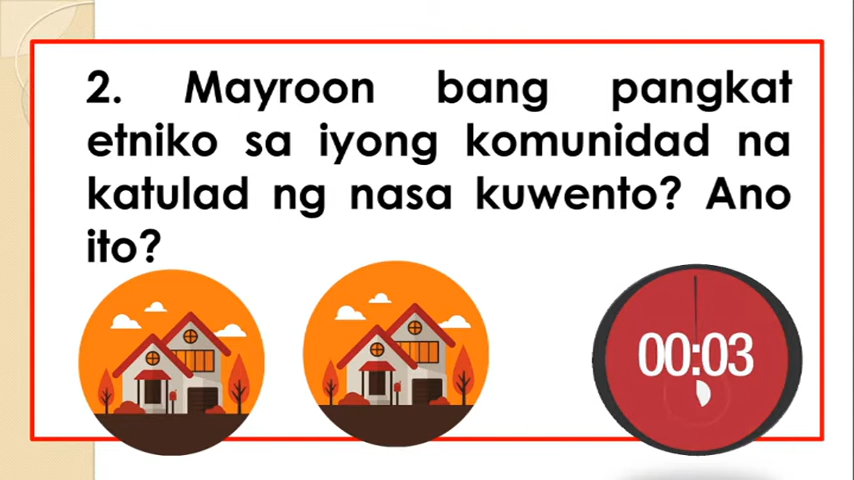 2. Mayroon bang pangkat
etniko sa iyong komunidad na
katulad ng nasa kuwento? Ano
ito?
00:03